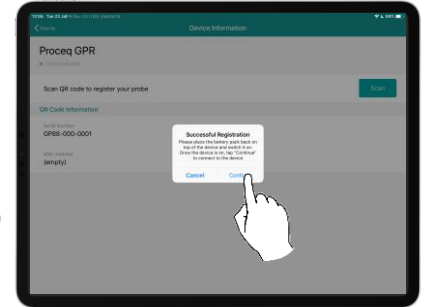 Home
Device Information
Proceq GPR
Disconnected
Scan QR code to register your probe
Scan
QR Code Information
Serial Number
GP88-000-0001
MAC Address
(empty)
Successful Registration
Please place the battery pack back on
top of the device and switch it on.
Once the device is on, tap "Continue"
to connect to the device
Cancel